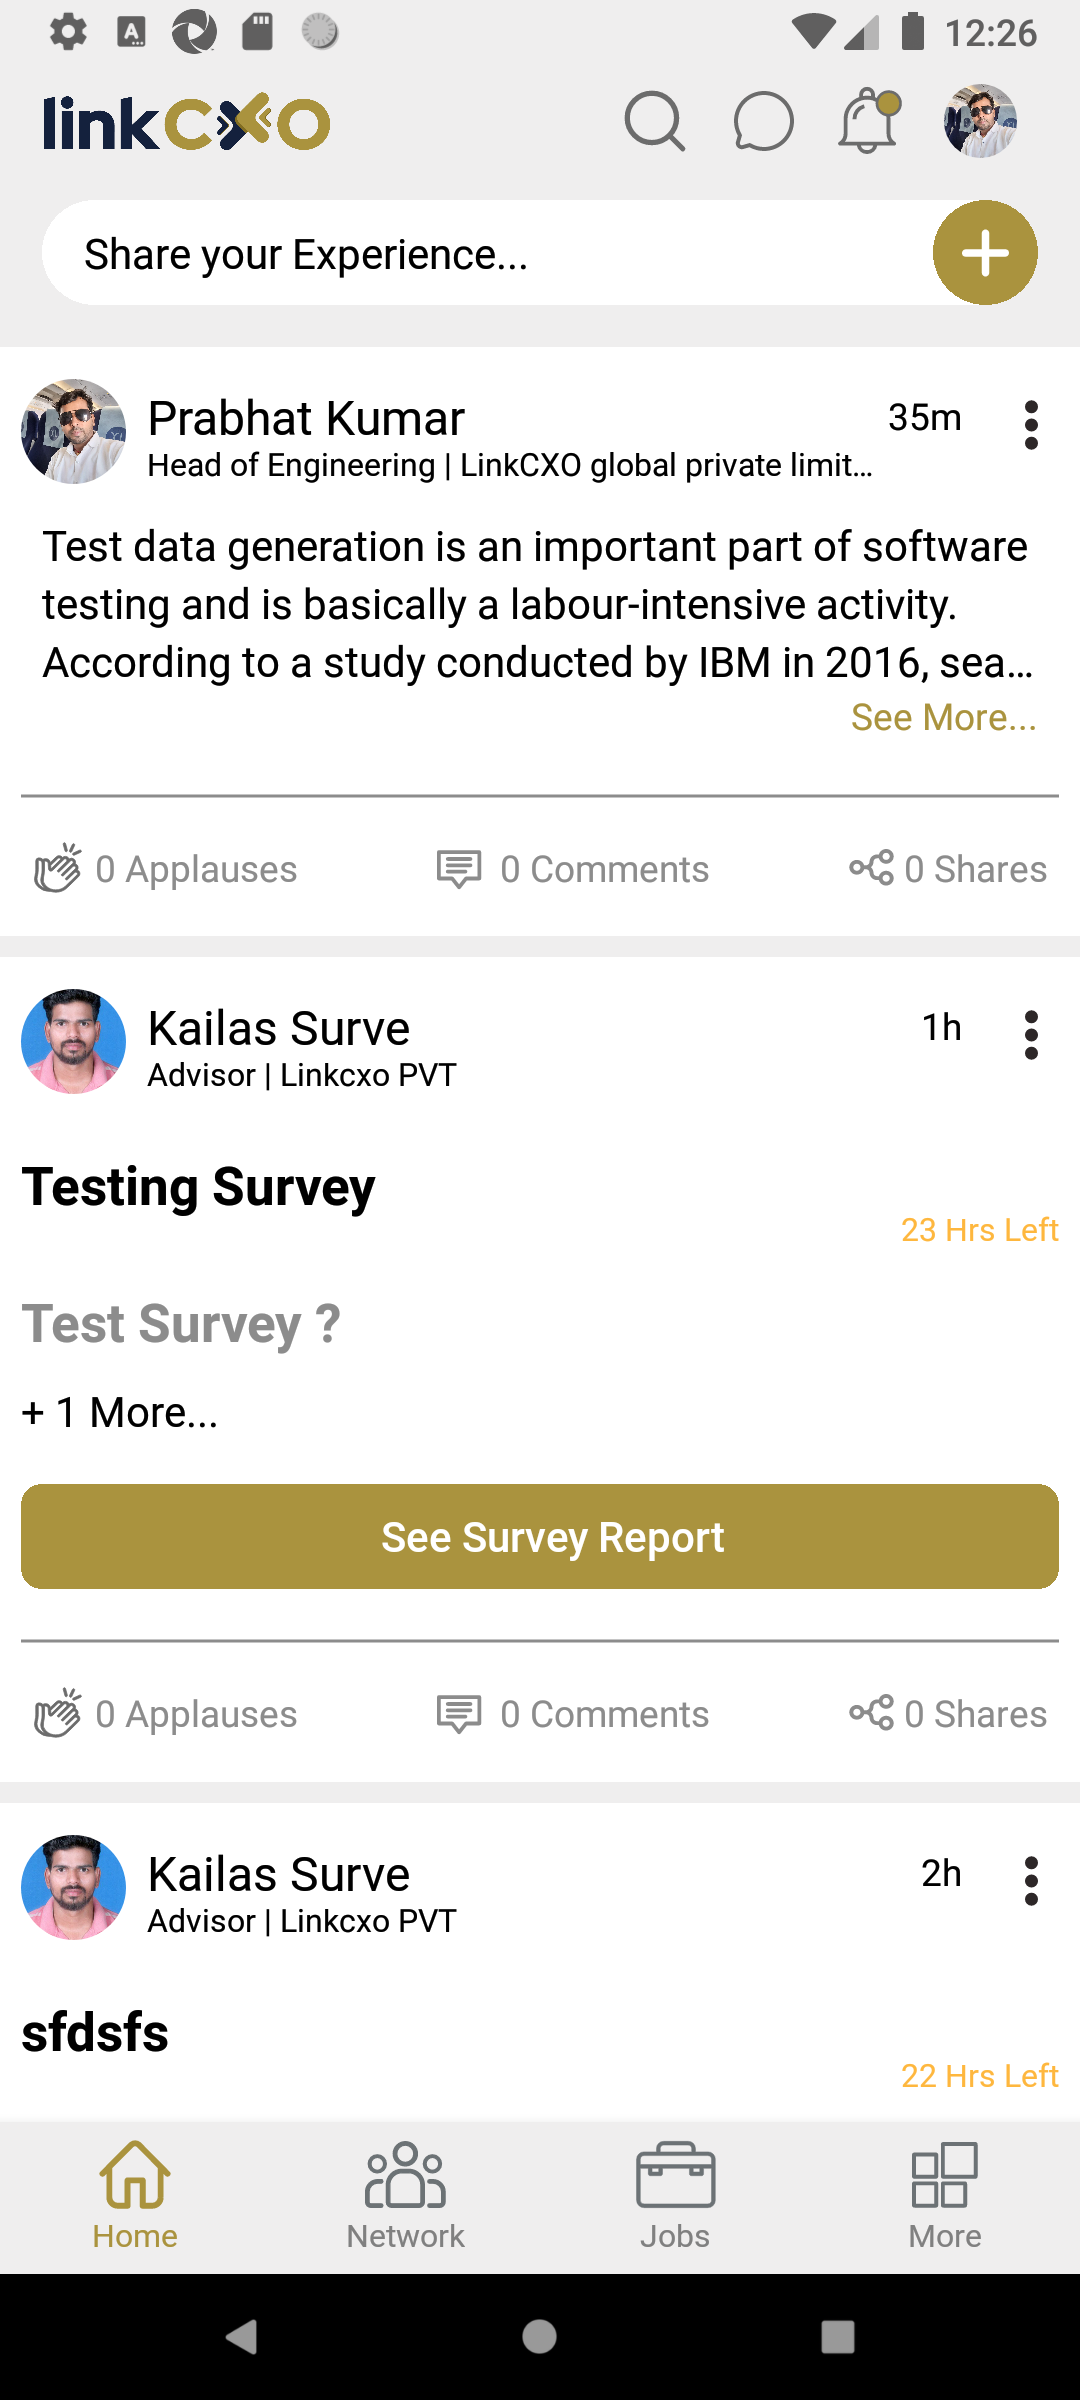 12:26
linkCXO
Share your Experience...
Prabhat Kumar
35m
Head of Engineering | LinkCXO global private limit...
Test data generation is an important part of software
testing and is basically a labour-intensive activity.
According to a study conducted by IBM in 2016, sea...
See More...
0 Applauses
0 Comments
0 Shares
Kailas Surve
1h
Advisor | Linkcxo PVT
Testing Survey
23 Hrs Left
Test Survey ?
+ 1 More...
See Survey Report
0 Applauses
0 Comments
0 Shares
Kailas Surve
2h
Advisor | Linkcxo PVT
sfdsfs
22 Hrs Left
Home
Network
Jobs
More